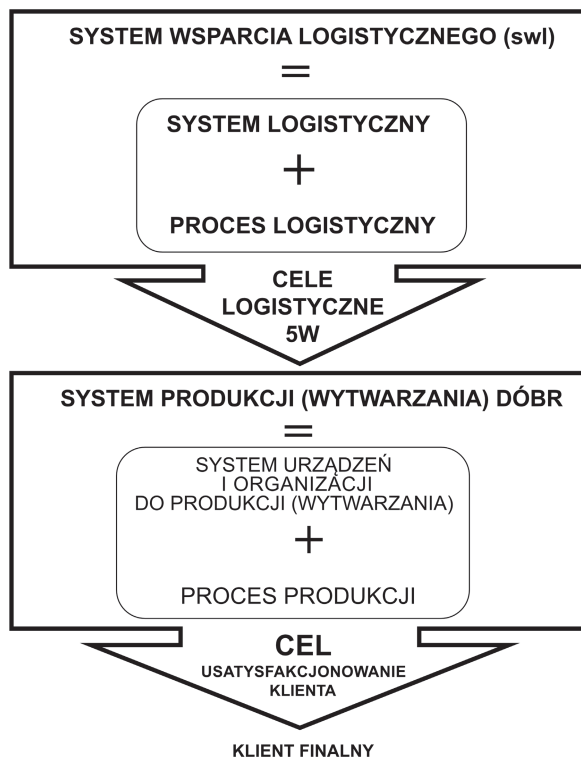 SYSTEM WSPARCIA LOGISTYCZNEGO (swl)
=
SYSTEM LOGISTYCZNY
+
PROCES LOGISTYCZNY
CELE
LOGISTYCZNE
5W
SYSTEM PRODUKCJI (WYTWARZANIA) DÓBR
=
SYSTEM URZĄDZEŃ
I ORGANIZACJI
DO PRODUKCJI (WYTWARZANIA)
+
PROCES PRODUKCJI
CEL
USATYSFAKCJONOWANIE
KLIENTA
KLIENT FINALNY